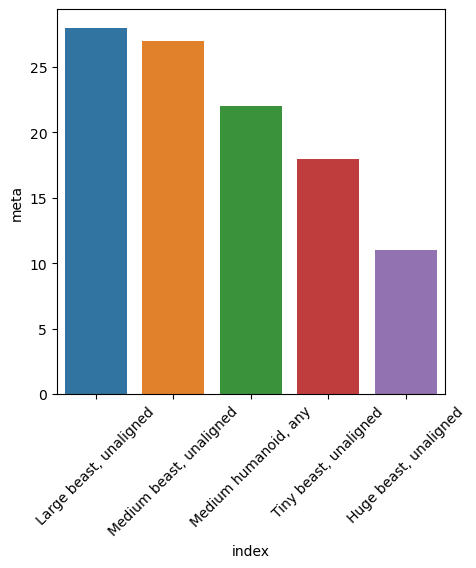 25
20
15
10
5
0
meta
Large beast, unaligned
Medium beast, unaligned
Medium humanoid, any
Tiny beast, unaligned
Huge beast, unaligned
index